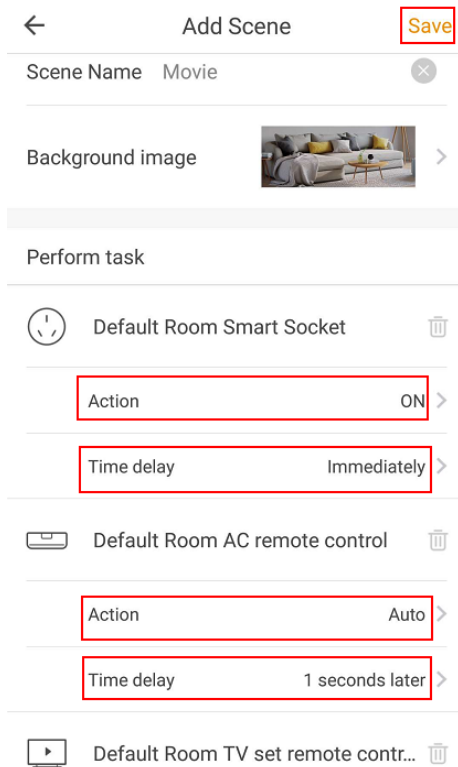 Add Scene Save
Scene Name Movie
Background image
Perform task
Default Room Smart Socket
Action ON
Time delay Immediately
Default Room AC remote control
Action Auto
Time delay 1 seconds later
Default Room TV set remote contr...